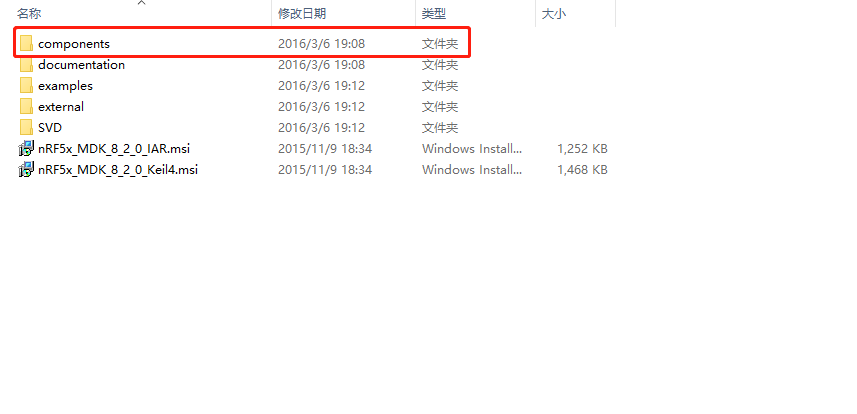 名称 修改日期 类型 大小
components 2016/3/6 19:08 文件夹
documentation 2016/3/6 19:08 文件夹
examples 2016/3/6 19:12 文件夹
external 2016/3/6 19:12 文件夹
SVD 2016/3/6 19:12 文件夹
nRF5x_MDK_8_2_0_IAR.msi 2015/11/9 18:34 Windows Install... 1,252 KB
nRF5x_MDK_8_2_0_Keil4.msi 2015/11/9 18:34 Windows Install... 1,468 KB